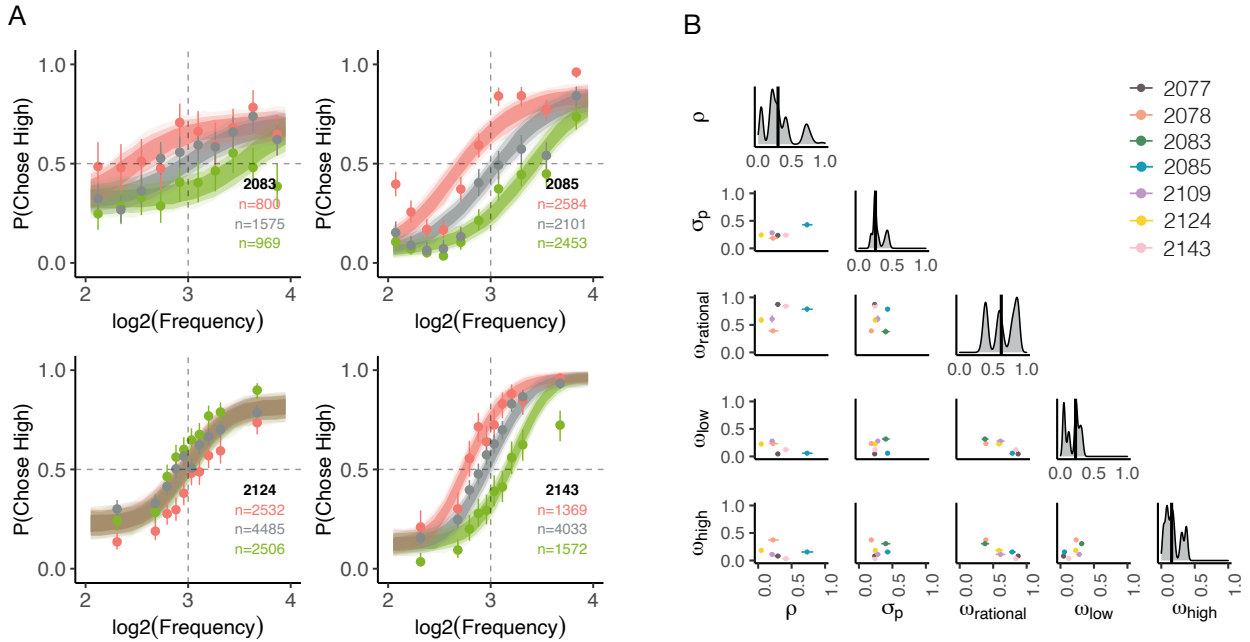 A
1.0
0.5
0.0
P(Chose High)
2083
n=800
n=1575
n=969
2
3
4
log2(Frequency)
1.0
0.5
0.0
P(Chose High)
2085
n=2584
n=2101
n=2453
2
3
4
log2(Frequency)
1.0
0.5
0.0
P(Chose High)
2124
n=2532
n=4485
n=2506
2
3
4
log2(Frequency)
1.0
0.5
0.0
P(Chose High)
2143
n=1369
n=4033
n=1572
2
3
4
log2(Frequency)
B
ρ
0.0 0.5 1.0
σp
1.0
0.5
0.0
0.0 0.5 1.0
ωrational
1.0
0.5
0.0
0.0 0.5 1.0
ωlow
1.0
0.5
0.0
0.0 0.5 1.0
ωhigh
1.0
0.5
0.0
0.0 0.5 1.0
0.0 0.5 1.0
0.0 0.5 1.0
0.0 0.5 1.0
0.0 0.5 1.0
ρ
σp
ωrational
ωlow
ωhigh
2077
2078
2083
2085
2109
2124
2143